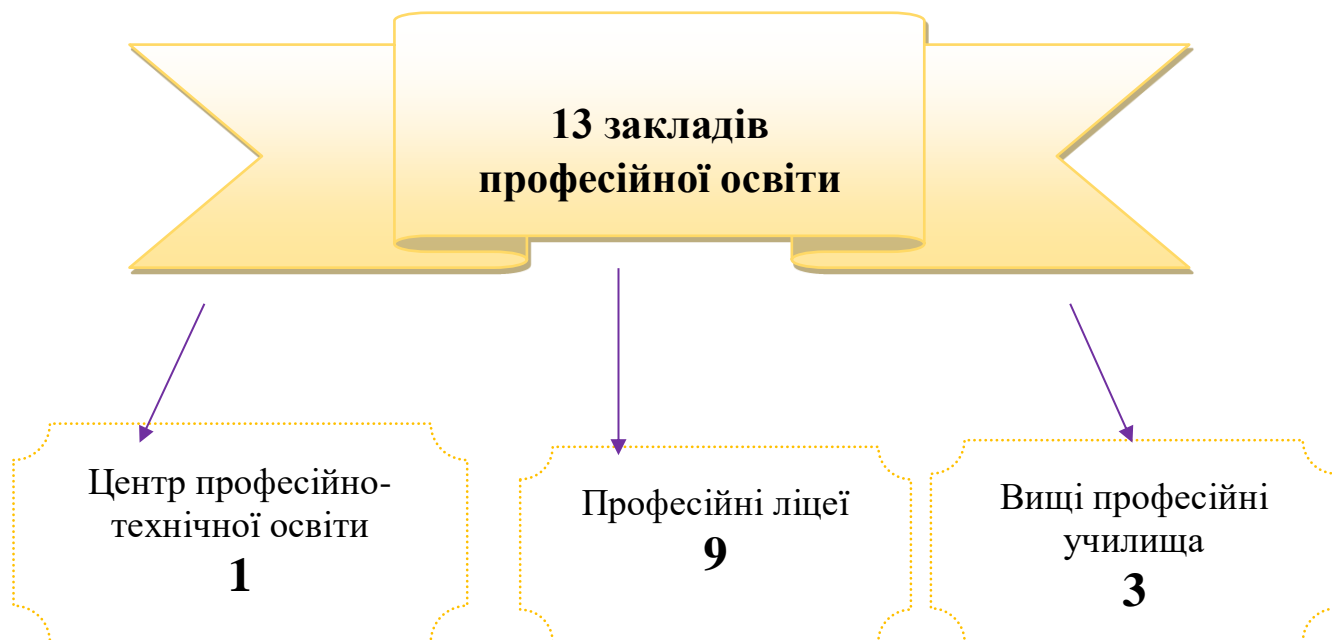 13 закладів
професійної освіти
Центр професійно-
технічної освіти
1
Професійні ліцеї
9
Вищі професійні
училища
3